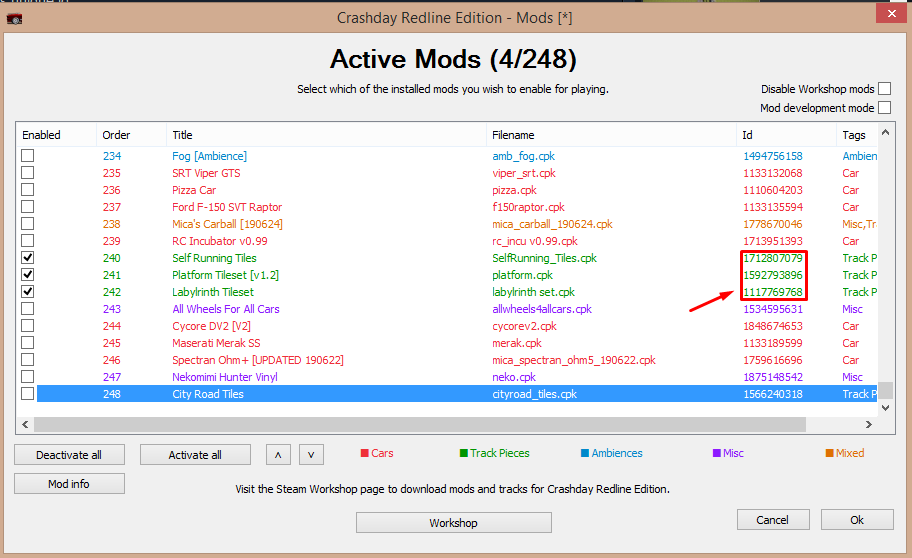 Crashday Redline Edition - Mods [*]
Active Mods (4/248)
Select which of the installed mods you wish to enable for playing.
Disable Workshop mods
Mod development mode
Enabled Order Title Filename Id Tags
234 Fog [Ambience] amb_fog.cpk 1494756158 Ambien
235 SRT Viper GTS viper_srt.cpk 1133132068 Car
236 Pizza Car pizza.cpk 1110604203 Car
237 Ford F-150 SVT Raptor f150raptor.cpk 1133135594 Car
238 Mica's Carball [190624] mica_carball_190624.cpk 1778670046 Misc,Tr
239 RC Incubator v0.99 rc_incu v0.99.cpk 1713951393 Car
240 Self Running Tiles SelfRunning_Tiles.cpk 1712807079 Track P
241 Platform Tileset [v1.2] platform.cpk 1592793896 Track P
242 Labylrinth Tileset labylrinth set.cpk 1117769768 Track P
243 All Wheels For All Cars allwheels4allcars.cpk 1534595631 Misc
244 Cycore DV2 [V2] cycorev2.cpk 1848674653 Car
245 Maserati Merak SS merak.cpk 1133189599 Car
246 Spectran Ohm+ [UPDATED 190622] mica_spectran_ohm5_190622.cpk 1759616696 Car
247 Nekomimi Hunter Vinyl neko.cpk 1875148542 Misc
248 City Road Tiles cityroad_tiles.cpk 1566240318 Track P
Deactivate all Activate all ʌ v Cars Track Pieces Ambiences Misc Mixed
Mod info
Visit the Steam Workshop page to download mods and tracks for Crashday Redline Edition.
Workshop Cancel Ok